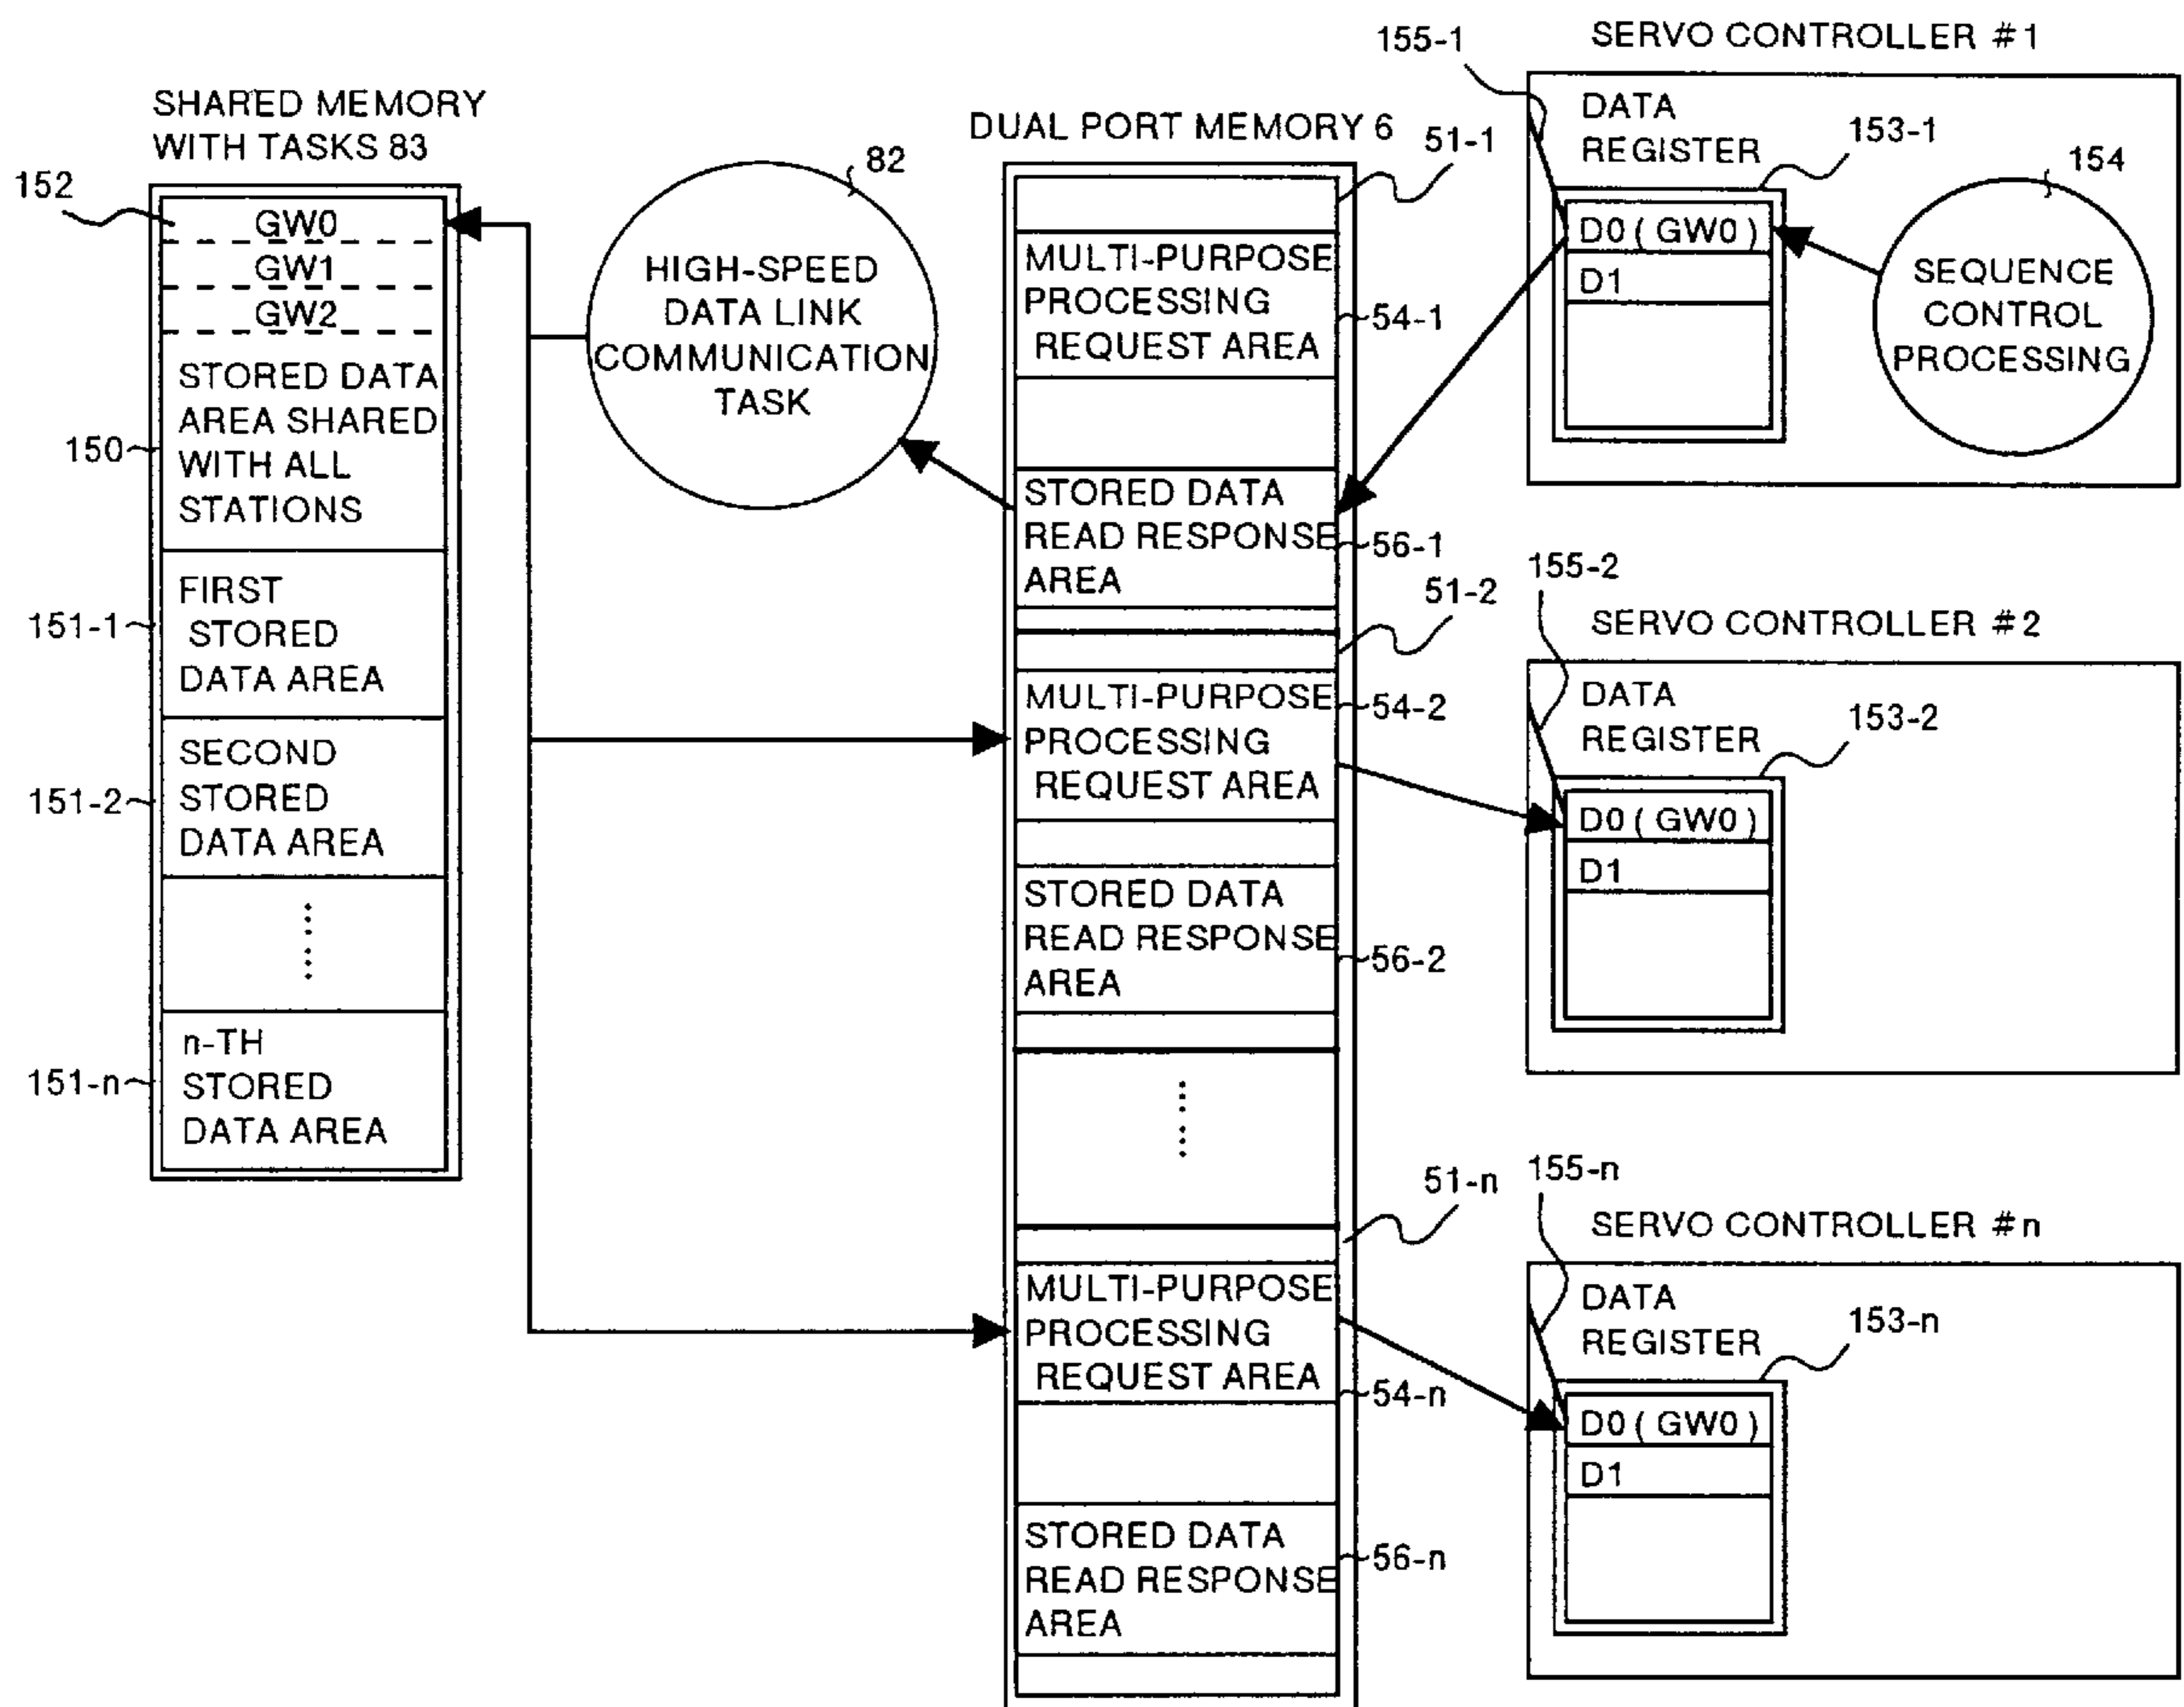 SHARED MEMORY
WITH TASKS 83
152
GW0
GW1
GW2
STORED DATA
AREA SHARED
WITH ALL
STATIONS
150
FIRST
STORED
DATA AREA
151-1
SECOND
STORED
DATA AREA
151-2
n-TH
STORED
DATA AREA
151-n
82
HIGH-SPEED
DATA LINK
COMMUNICATION
TASK
DUAL PORT MEMORY 6
51-1
MULTI-PURPOSE
PROCESSING
REQUEST AREA
54-1
STORED DATA
READ RESPONSE
AREA
56-1
51-2
MULTI-PURPOSE
PROCESSING
REQUEST AREA
54-2
STORED DATA
READ RESPONSE
AREA
56-2
51-n
MULTI-PURPOSE
PROCESSING
REQUEST AREA
54-n
STORED DATA
READ RESPONSE
AREA
56-n
SERVO CONTROLLER #1
155-1
DATA
REGISTER
153-1
154
D0 ( GW0 )
D1
SEQUENCE
CONTROL
PROCESSING
155-2
SERVO CONTROLLER #2
DATA
REGISTER
153-2
D0 ( GW0 )
D1
155-n
SERVO CONTROLLER #n
DATA
REGISTER
153-n
D0 ( GW0 )
D1